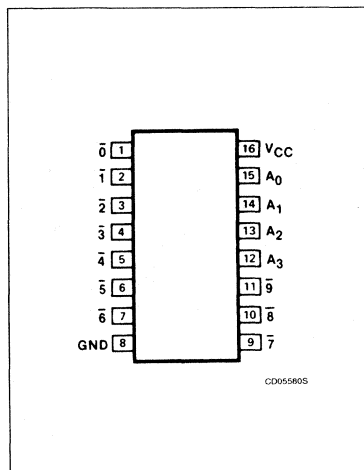 0̅ 1 16 VCC
1̅ 2 15 A0
2̅ 3 14 A1
3̅ 4 13 A2
4̅ 5 12 A3
5̅ 6 11 9̅
6̅ 7 10 8̅
GND 8 9 7̅
CD05580S